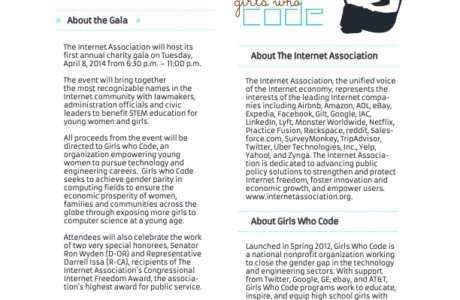 About the Gala
The Internet Association will host its
first annual charity gala on Tuesday,
April 8, 2014 from 6:30 p.m. – 11:00 p.m.
The event will bring together
the most recognizable names in the
Internet community with lawmakers,
administration officials and civic
leaders to benefit STEM education for
young women and girls.
All proceeds from the event will be
directed to Girls who Code, an
organization empowering young
women to pursue technology and
engineering careers. Girls who Code
seeks to achieve gender parity in
computing fields to ensure the
economic prosperity of women,
families and communities across the
globe through exposing more girls to
computer science at a young age.
Attendees will also celebrate the work
of two very special honorees, Senator
Ron Wyden (D-OR) and Representative
Darrell Issa (R-CA), recipients of The
Internet Association's Congressional
Internet Freedom Award, the associa-
tion's highest award for public service.
girls who
code
About The Internet Association
The Internet Association, the unified voice
of the Internet economy, represents the
interests of the leading Internet compa-
nies including Airbnb, Amazon, AOL, eBay,
Expedia, Facebook, Gilt, Google, IAC,
LinkedIn, Lyft, Monster Worldwide, Netflix,
Practice Fusion, Rackspace, reddit, Sales-
force.com, SurveyMonkey, TripAdvisor,
Twitter, Uber Technologies, Inc., Yelp,
Yahoo!, and Zynga. The Internet Associa-
tion is dedicated to advancing public
policy solutions to strengthen and protect
Internet freedom, foster innovation and
economic growth, and empower users.
www.internetassociation.org.
About Girls Who Code
Launched in Spring 2012, Girls Who Code is
a national nonprofit organization working
to close the gender gap in the technology
and engineering sectors. With support
from Twitter, Google, GE, ebay, and AT&T,
Girls Who Code programs work to educate,
inspire, and equip high school girls with